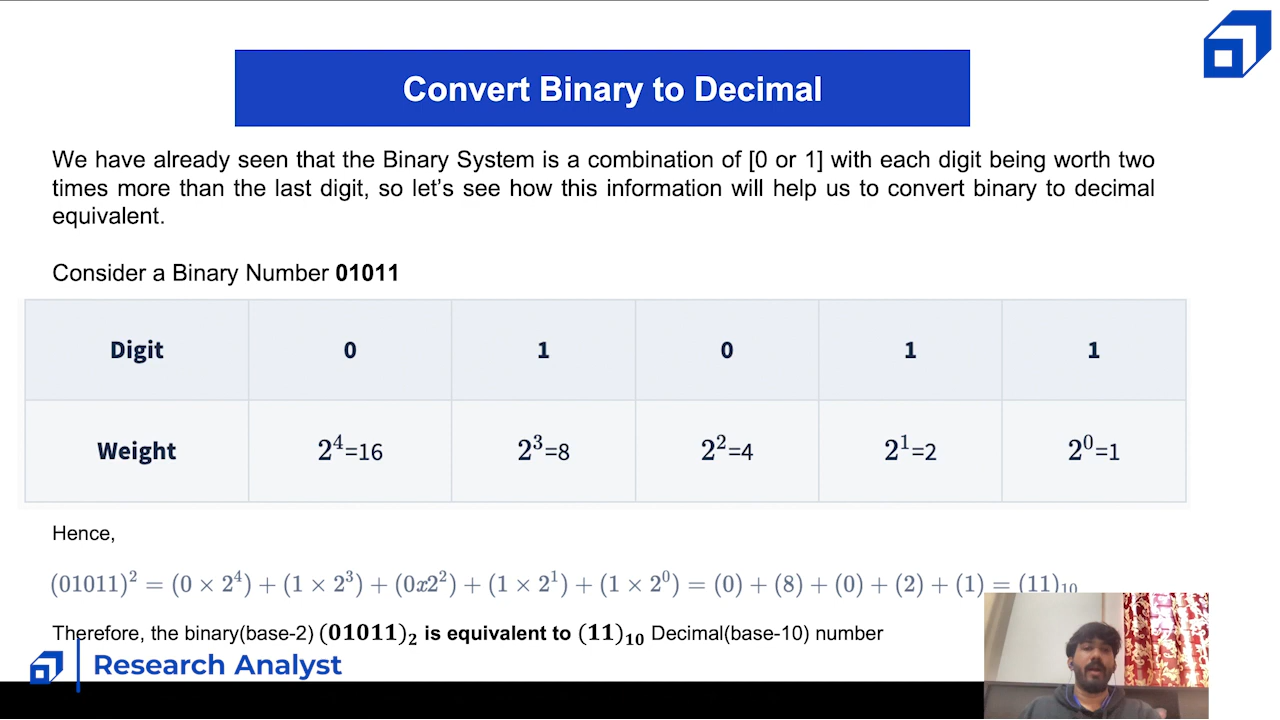 Convert Binary to Decimal
We have already seen that the Binary System is a combination of [0 or 1] with each digit being worth two
times more than the last digit, so let’s see how this information will help us to convert binary to decimal
equivalent.
Consider a Binary Number 01011
Digit 0 1 0 1 1
Weight 2⁴=16 2³=8 2²=4 2¹=2 2⁰=1
Hence,
(01011)² = (0 × 2⁴) + (1 × 2³) + (0x2²) + (1 × 2¹) + (1 × 2⁰) = (0) + (8) + (0) + (2) + (1) = (11)₁₀
Therefore, the binary(base-2) (01011)₂ is equivalent to (11)₁₀ Decimal(base-10) number
Research Analyst